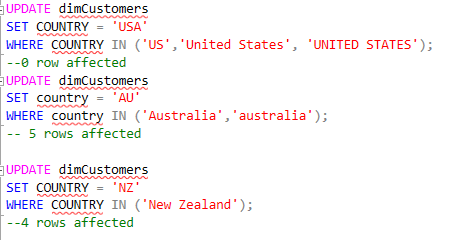 UPDATE dimCustomers
SET COUNTRY = 'USA'
WHERE COUNTRY IN ('US','United States', 'UNITED STATES');
--0 row affected
UPDATE dimCustomers
SET country = 'AU'
WHERE country IN ('Australia','australia');
-- 5 rows affected
UPDATE dimCustomers
SET COUNTRY = 'NZ'
WHERE COUNTRY IN ('New Zealand');
--4 rows affected